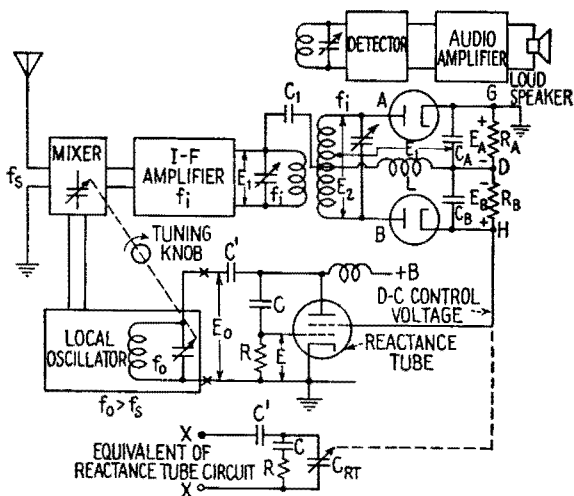 DETECTOR
AUDIO
AMPLIFIER
LOUD
SPEAKER
G
MIXER
fs
I-F
AMPLIFIER
fi
E1
fi
C1
fi
E2
A
E1
L
B
CA
EA
RA
+
-
D
-
CB
EB
RB
+
H
TUNING
KNOB
C'
+B
D-C CONTROL
VOLTAGE
LOCAL
OSCILLATOR
fo
Eo
C
R
E
REACTANCE
TUBE
fo > fs
X
C'
EQUIVALENT OF
REACTANCE TUBE CIRCUIT
C
R
CRT
X